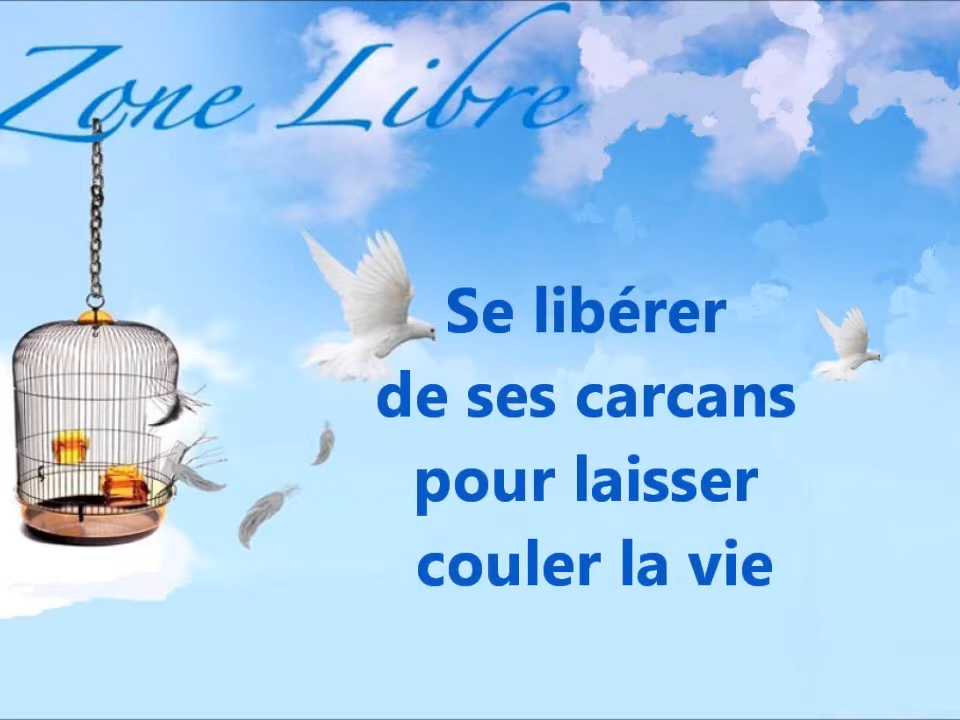 Zone Libre
Se libérer
de ses carcans
pour laisser
couler la vie